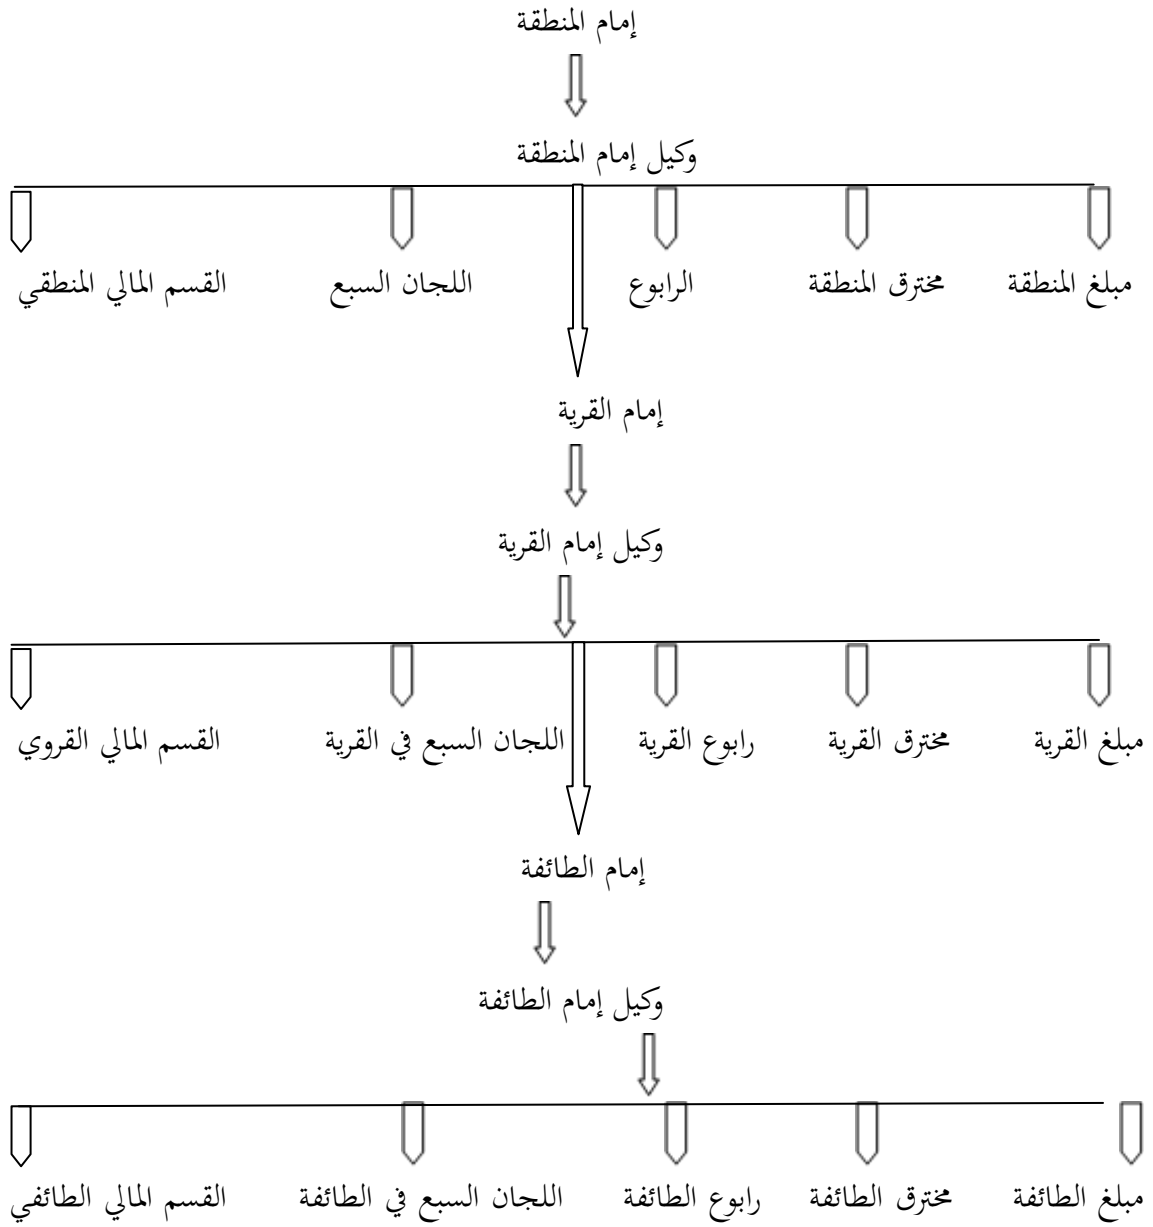 إمام المنطقة
وكيل إمام المنطقة
مبلغ المنطقة مخترق المنطقة الرابوع اللجان السبع القسم المالي المنطقي
إمام القرية
وكيل إمام القرية
مبلغ القرية مخترق القرية رابوع القرية اللجان السبع في القرية القسم المالي القروي
إمام الطائفة
وكيل إمام الطائفة
مبلغ الطائفة مخترق الطائفة رابوع الطائفة اللجان السبع في الطائفة القسم المالي الطائفي